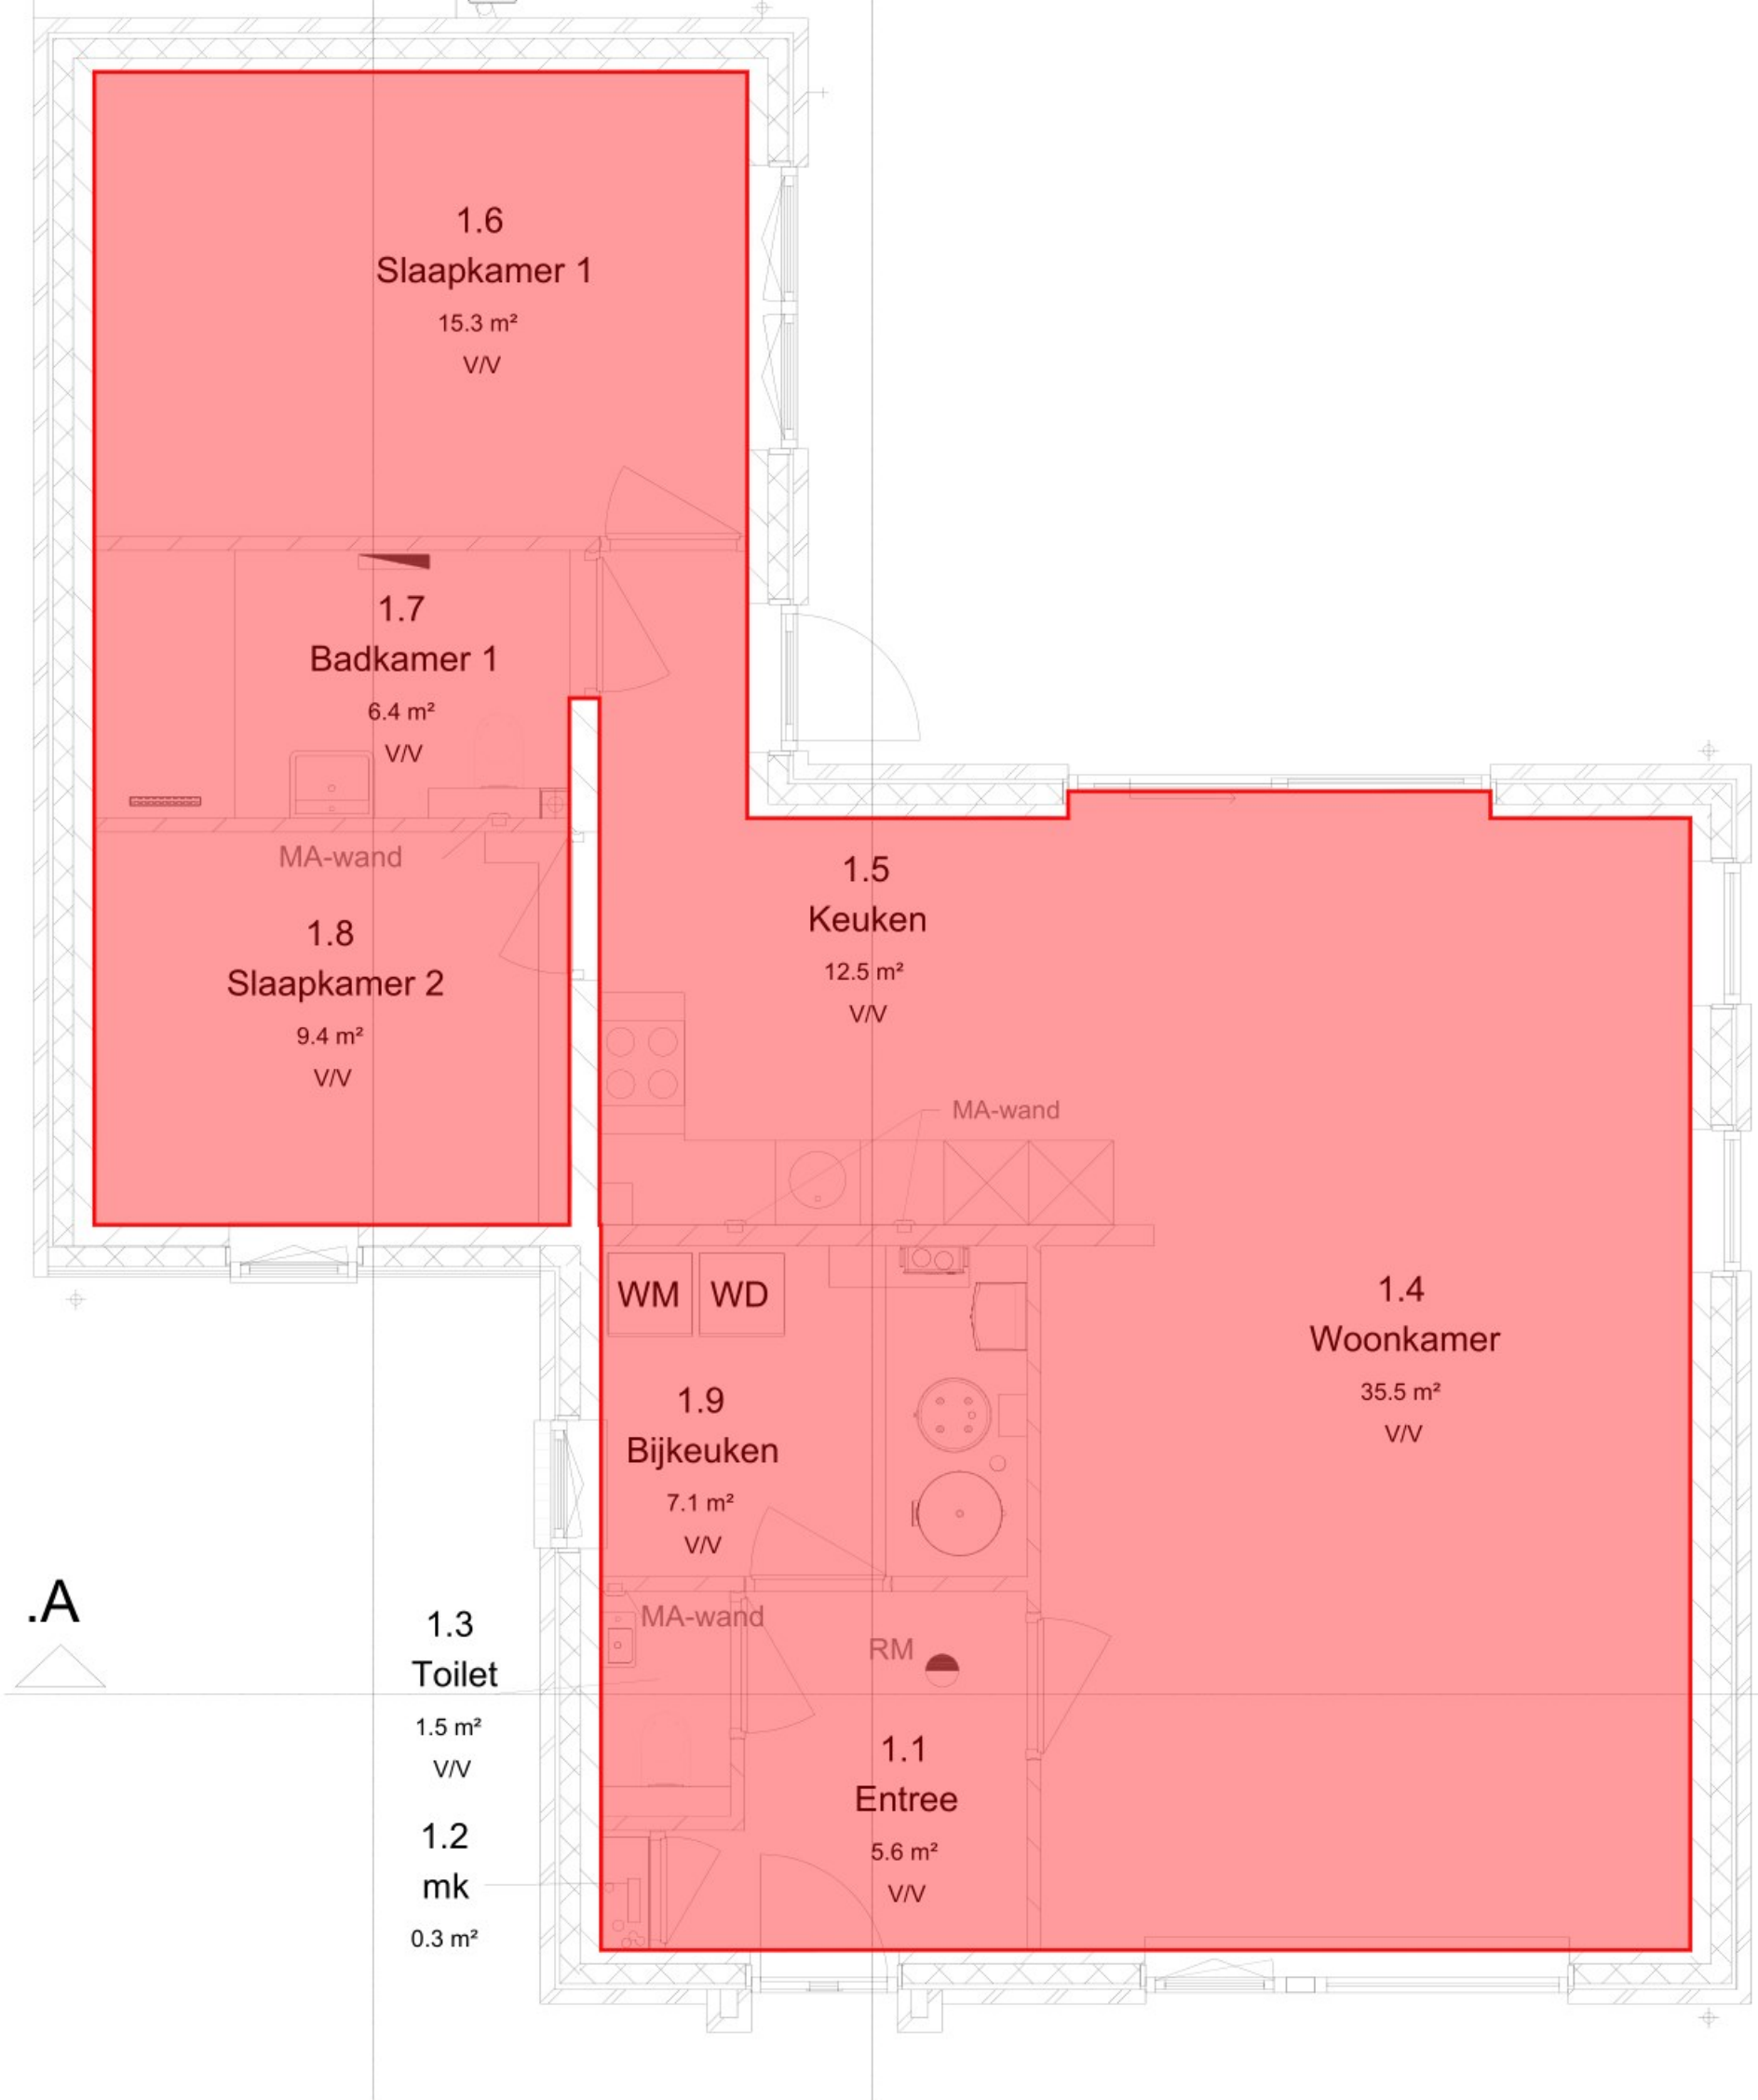 1.6
Slaapkamer 1
15.3 m²
V/V
1.7
Badkamer 1
6.4 m²
V/V
MA-wand
1.8
Slaapkamer 2
9.4 m²
V/V
1.5
Keuken
12.5 m²
V/V
MA-wand
WM WD
1.4
Woonkamer
35.5 m²
V/V
1.9
Bijkeuken
7.1 m²
V/V
.A
1.3
Toilet
1.5 m²
V/V
MA-wand
RM
1.1
Entree
5.6 m²
V/V
1.2
mk
0.3 m²